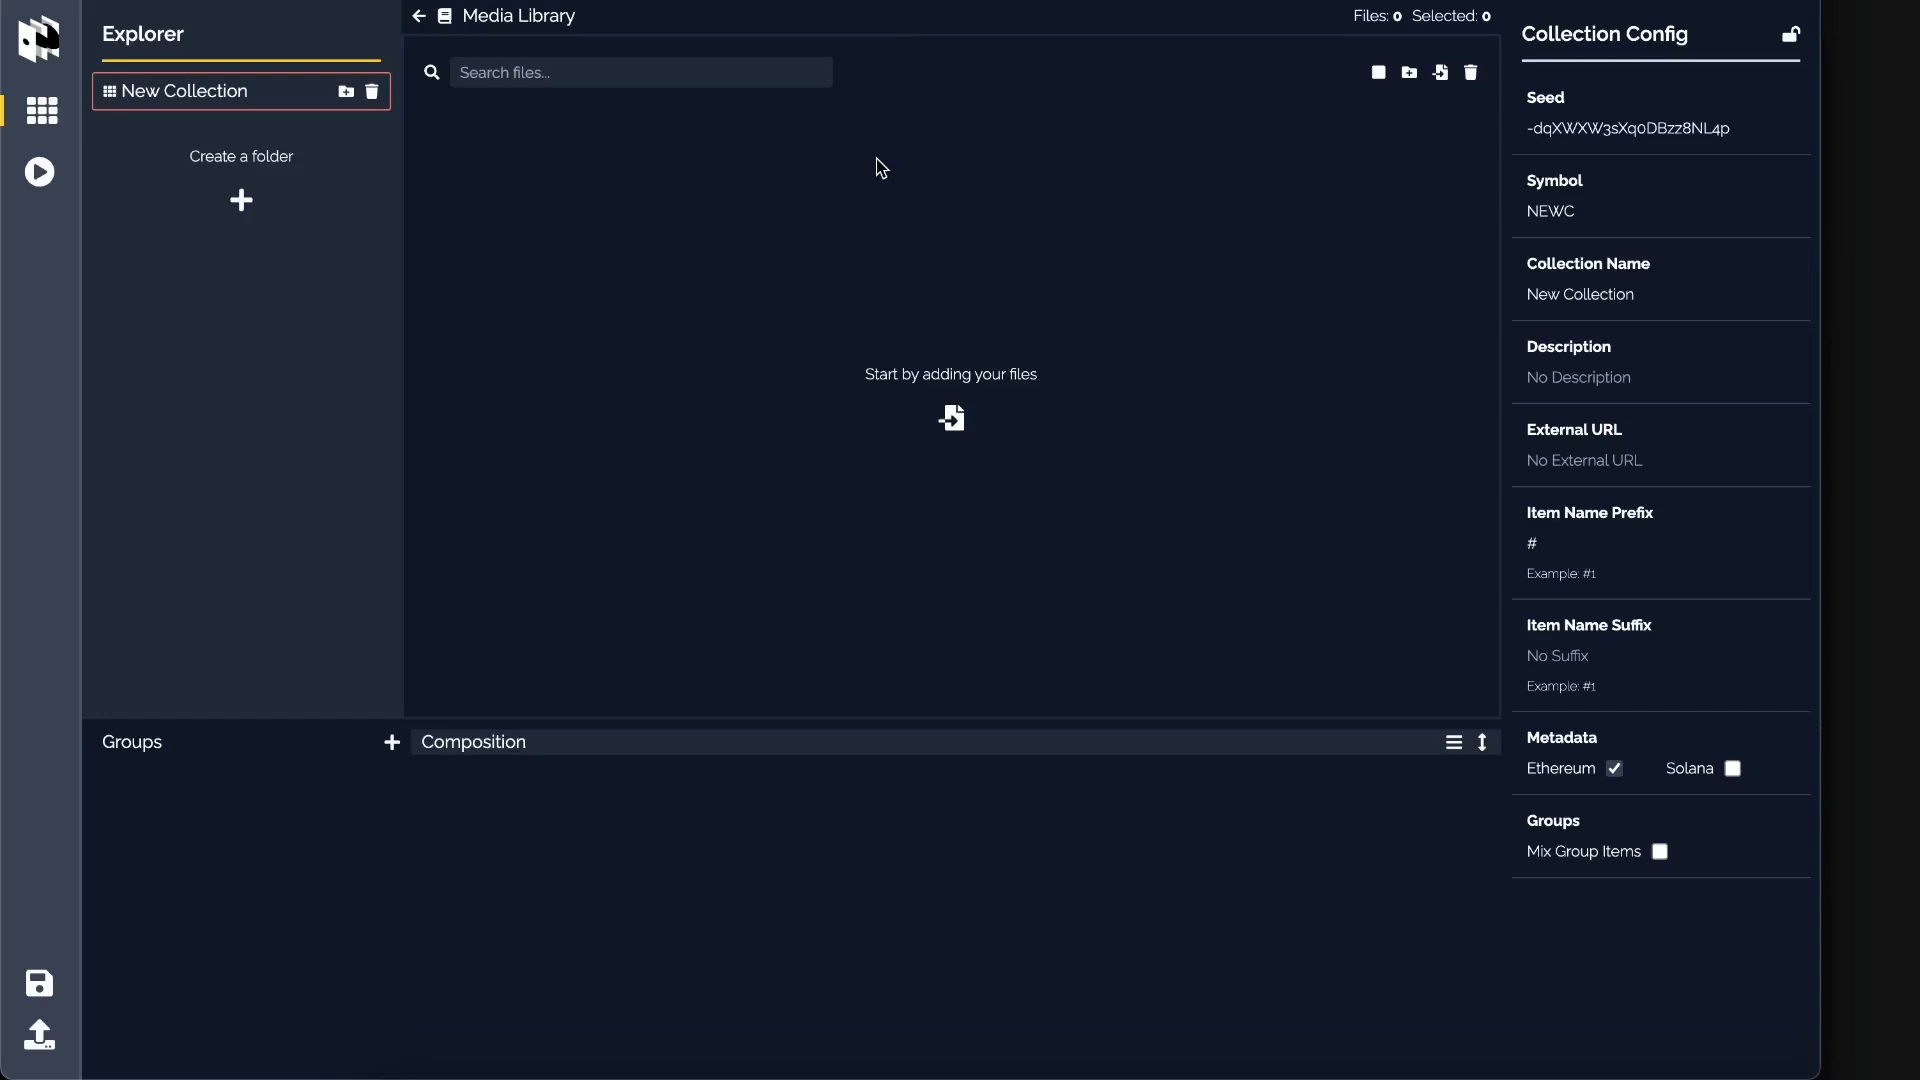 Explorer
New Collection
Create a folder
Media Library
Files: 0 Selected: 0
Search files...
Start by adding your files
Groups
Composition
Collection Config
Seed
-dqXWXW3sXq0DBzz8NL4p
Symbol
NEWC
Collection Name
New Collection
Description
No Description
External URL
No External URL
Item Name Prefix
#
Example: #1
Item Name Suffix
No Suffix
Example: #1
Metadata
Ethereum Solana
Groups
Mix Group Items